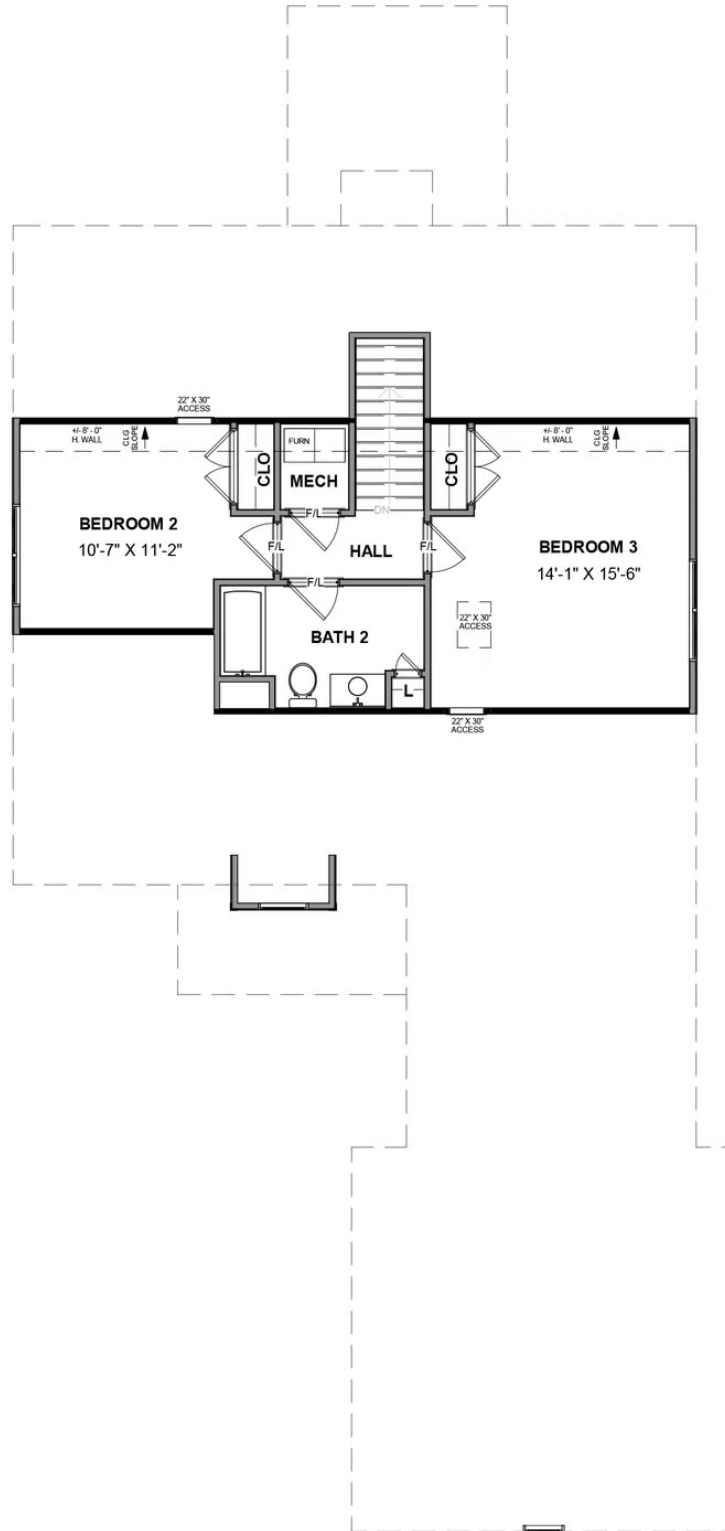 22" X 30"
ACCESS
+/- 8' - 0"
H. WALL
CLG
SLOPE
CLO
FURN
MECH
CLO
+/- 8' - 0"
H. WALL
CLG
SLOPE
DN
F/L
BEDROOM 2
10'-7" X 11'-2"
F/L
HALL
F/L
BEDROOM 3
14'-1" X 15'-6"
F/L
22" X 30"
ACCESS
BATH 2
L
22" X 30"
ACCESS